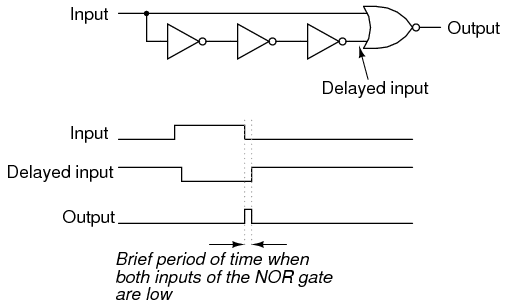 Input
Output
Delayed input
Input
Delayed input
Output
Brief period of time when
both inputs of the NOR gate
are low